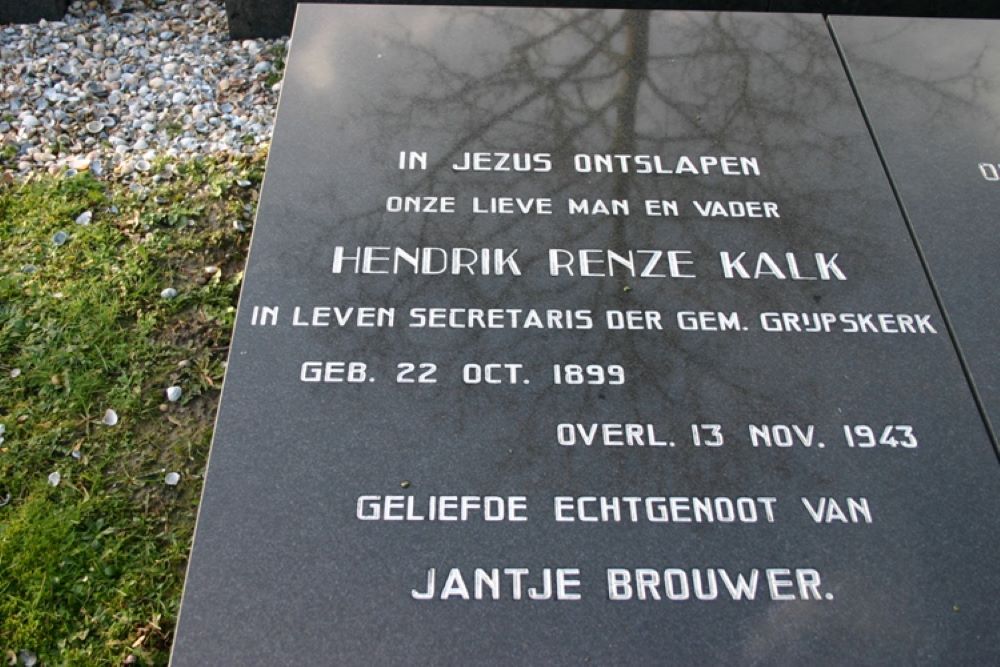 IN JEZUS ONTSLAPEN
ONZE LIEVE MAN EN VADER
HENDRIK RENZE KALK
IN LEVEN SECRETARIS DER GEM. GRIJPSKERK
GEB. 22 OCT. 1899
OVERL. 13 NOV. 1943
GELIEFDE ECHTGENOOT VAN
JANTJE BROUWER.